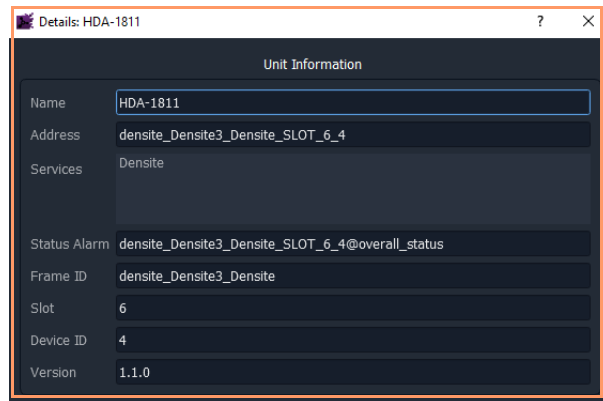 Details: HDA-1811 ? ×
Unit Information
Name HDA-1811
Address densite_Densite3_Densite_SLOT_6_4
Services Densite
Status Alarm densite_Densite3_Densite_SLOT_6_4@overall_status
Frame ID densite_Densite3_Densite
Slot 6
Device ID 4
Version 1.1.0